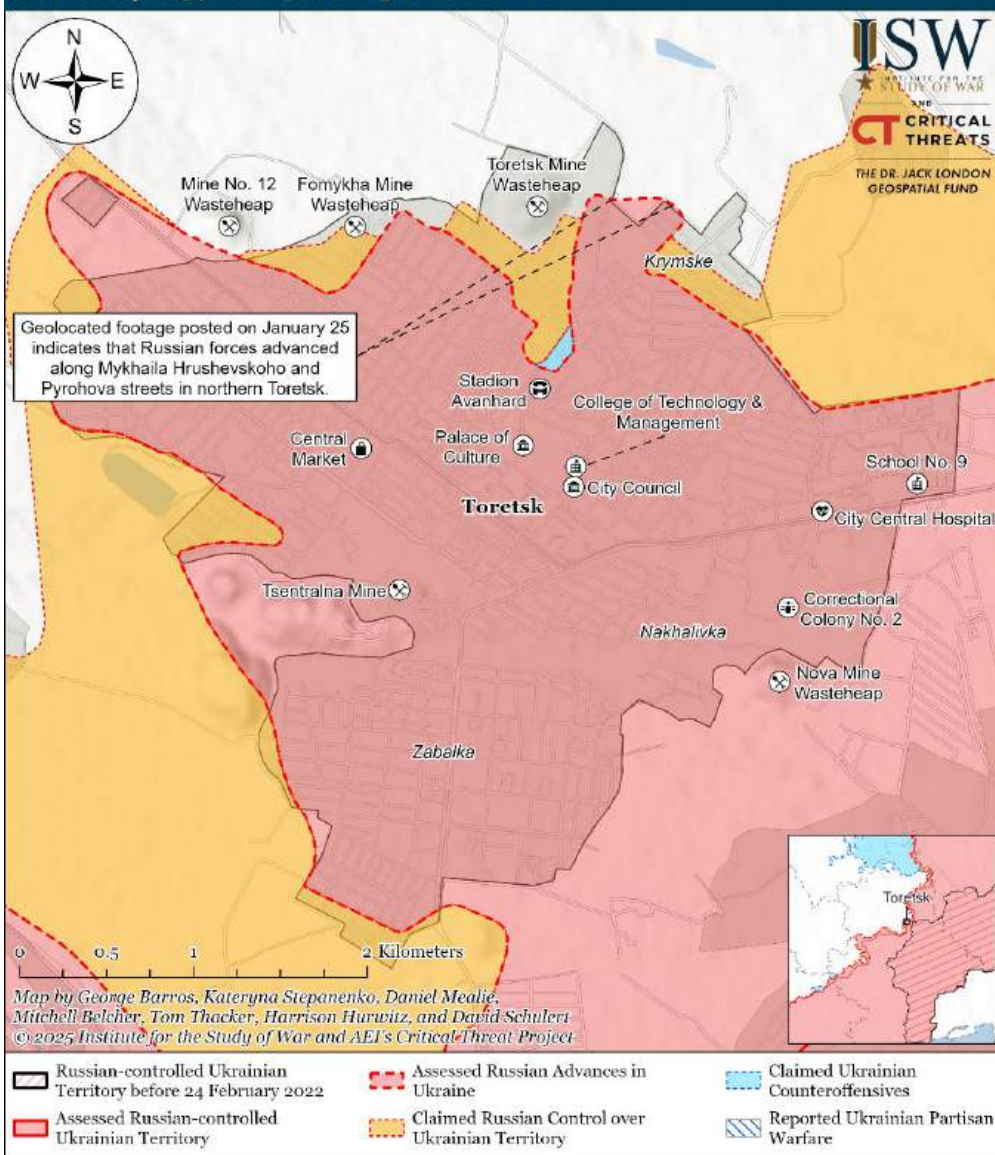 N
W E
S
ISW
INSTITUTE FOR THE
STUDY OF WAR
AND
CT CRITICAL
THREATS
THE DR. JACK LONDON
GEOSPATIAL FUND
Mine No. 12
Wasteheap
Fomykha Mine
Wasteheap
Toretsk Mine
Wasteheap
Krymske
Geolocated footage posted on January 25
indicates that Russian forces advanced
along Mykhaila Hrushevskoho and
Pyrohova streets in northern Toretsk.
Stadion
Avanhard
College of Technology &
Management
Central
Market
Palace of
Culture
City Council
School No. 9
Toretsk
City Central Hospital
Tsentralna Mine
Correctional
Colony No. 2
Nakhalivka
Nova Mine
Wasteheap
Zabalka
Toretsk
0 0.5 1 2 Kilometers
Map by George Barros, Kateryna Stepanenko, Daniel Mealie,
Mitchell Belcher, Tom Thacker, Harrison Hurwitz, and David Schulert
© 2025 Institute for the Study of War and AEI's Critical Threat Project
Russian-controlled Ukrainian
Territory before 24 February 2022
Assessed Russian-controlled
Ukrainian Territory
Assessed Russian Advances in
Ukraine
Claimed Russian Control over
Ukrainian Territory
Claimed Ukrainian
Counteroffensives
Reported Ukrainian Partisan
Warfare